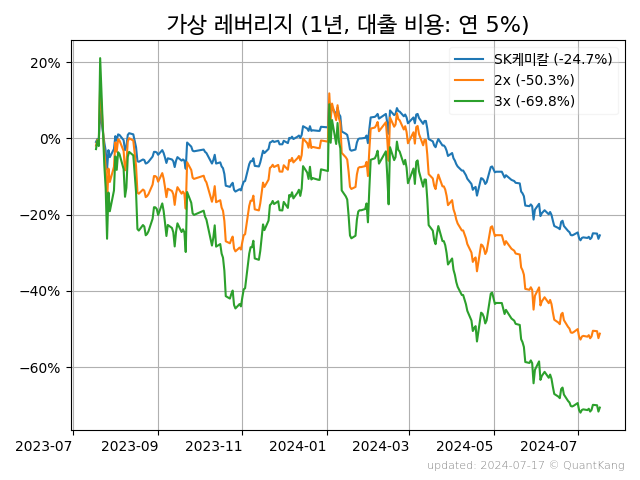 가상 레버리지 (1년, 대출 비용: 연 5%)
SK케미칼 (-24.7%)
2x (-50.3%)
3x (-69.8%)
20%
0%
−20%
−40%
−60%
2023-07 2023-09 2023-11 2024-01 2024-03 2024-05 2024-07
updated: 2024-07-17 © QuantKang